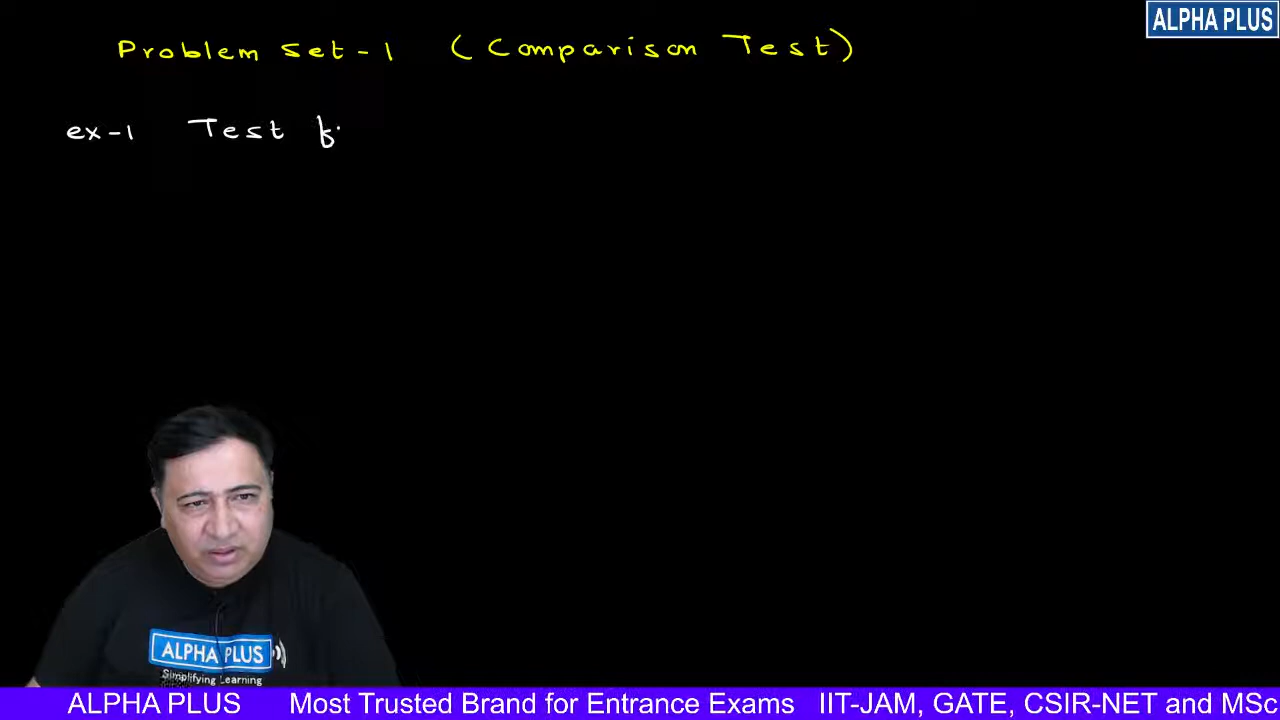 ALPHA PLUS
Problem set-1 (Comparison Test)
ex-1 Test f
ALPHA PLUS
Simplifying Learning
ALPHA PLUS Most Trusted Brand for Entrance Exams IIT-JAM, GATE, CSIR-NET and MSc